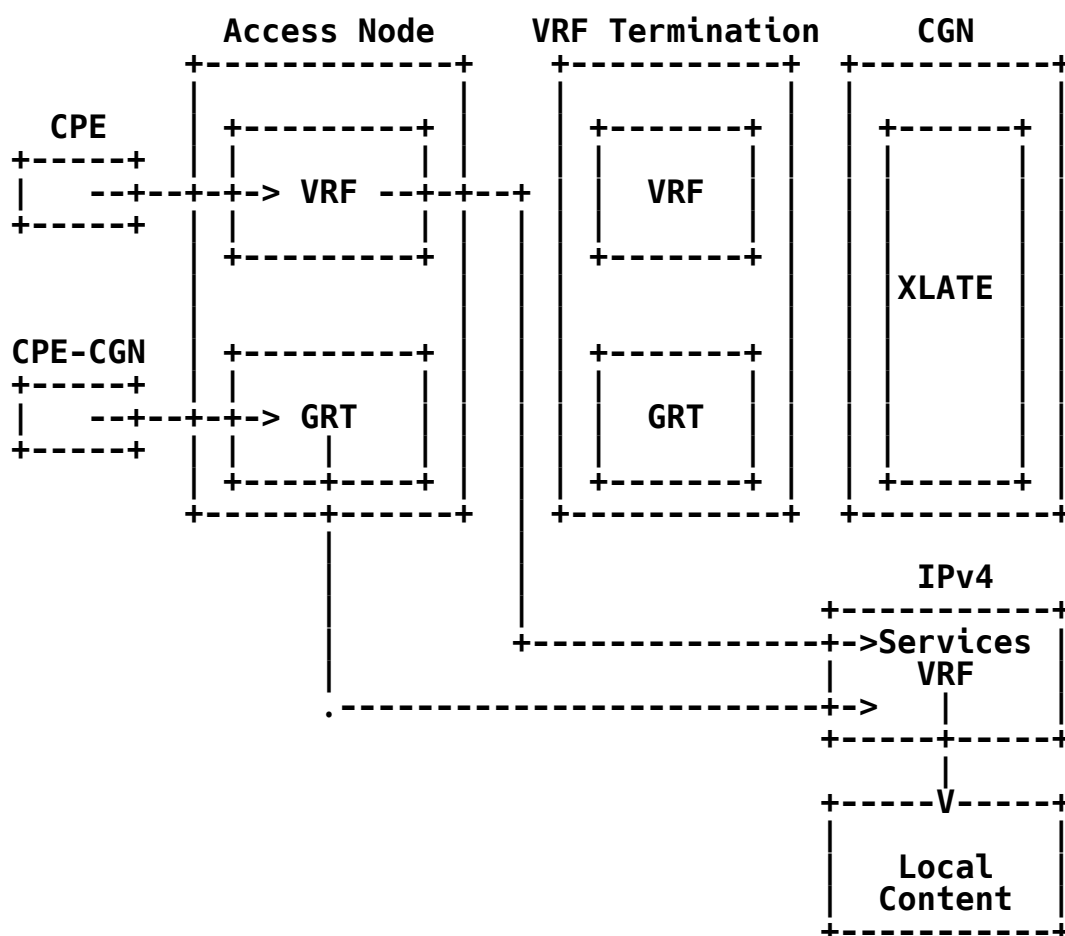 Access Node VRF Termination CGN
CPE
VRF VRF
XLATE
CPE-CGN
GRT GRT
IPv4
Services
VRF
Local
Content